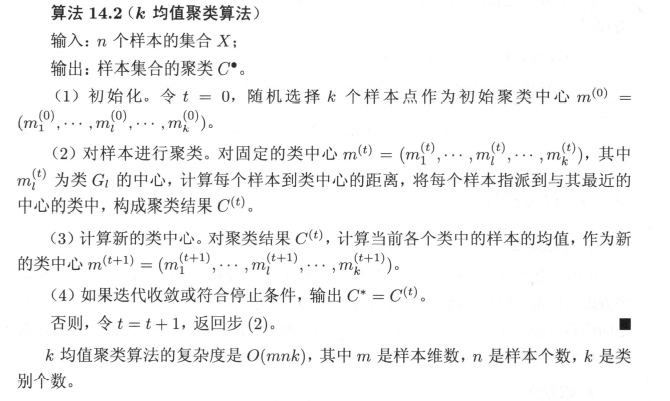 算法 14.2（k 均值聚类算法）
输入：n 个样本的集合 X；
输出：样本集合的聚类 C•。
（1）初始化。令 t = 0，随机选择 k 个样本点作为初始聚类中心 m^(0) =
(m_1^(0), ⋯, m_l^(0), ⋯, m_k^(0))。
（2）对样本进行聚类。对固定的类中心 m^(t) = (m_1^(t), ⋯, m_l^(t), ⋯, m_k^(t))，其中
m_l^(t) 为类 G_l 的中心，计算每个样本到类中心的距离，将每个样本指派到与其最近的
中心的类中，构成聚类结果 C^(t)。
（3）计算新的类中心。对聚类结果 C^(t)，计算当前各个类中的样本的均值，作为新
的类中心 m^(t+1) = (m_1^(t+1), ⋯, m_l^(t+1), ⋯, m_k^(t+1))。
（4）如果迭代收敛或符合停止条件，输出 C* = C^(t)。
否则，令 t = t + 1，返回步 (2)。 ■
k 均值聚类算法的复杂度是 O(mnk)，其中 m 是样本维数，n 是样本个数，k 是类
别个数。